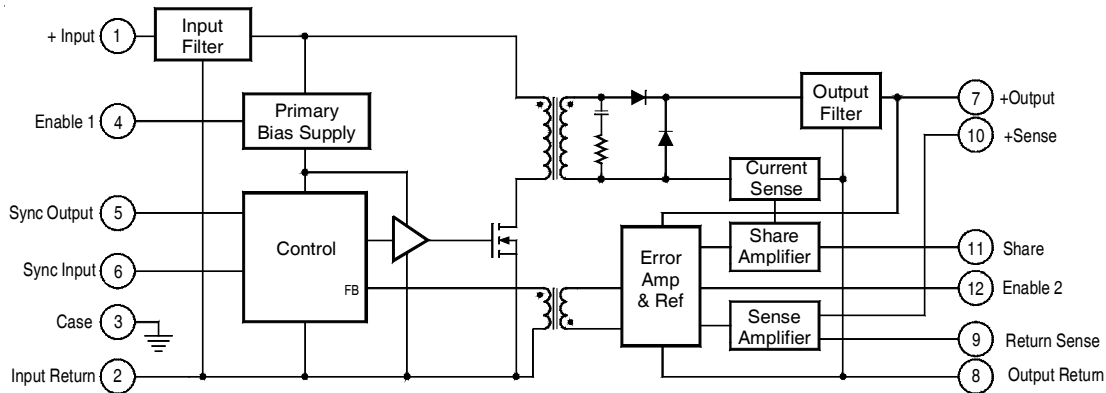 + Input
1
Input
Filter
Enable 1
4
Primary
Bias Supply
Output
Filter
7
+Output
10
+Sense
Current
Sense
Sync Output
5
Control
Share
Amplifier
11
Share
Sync Input
6
FB
Error
Amp
& Ref
12
Enable 2
Case
3
Sense
Amplifier
9
Return Sense
Input Return
2
8
Output Return